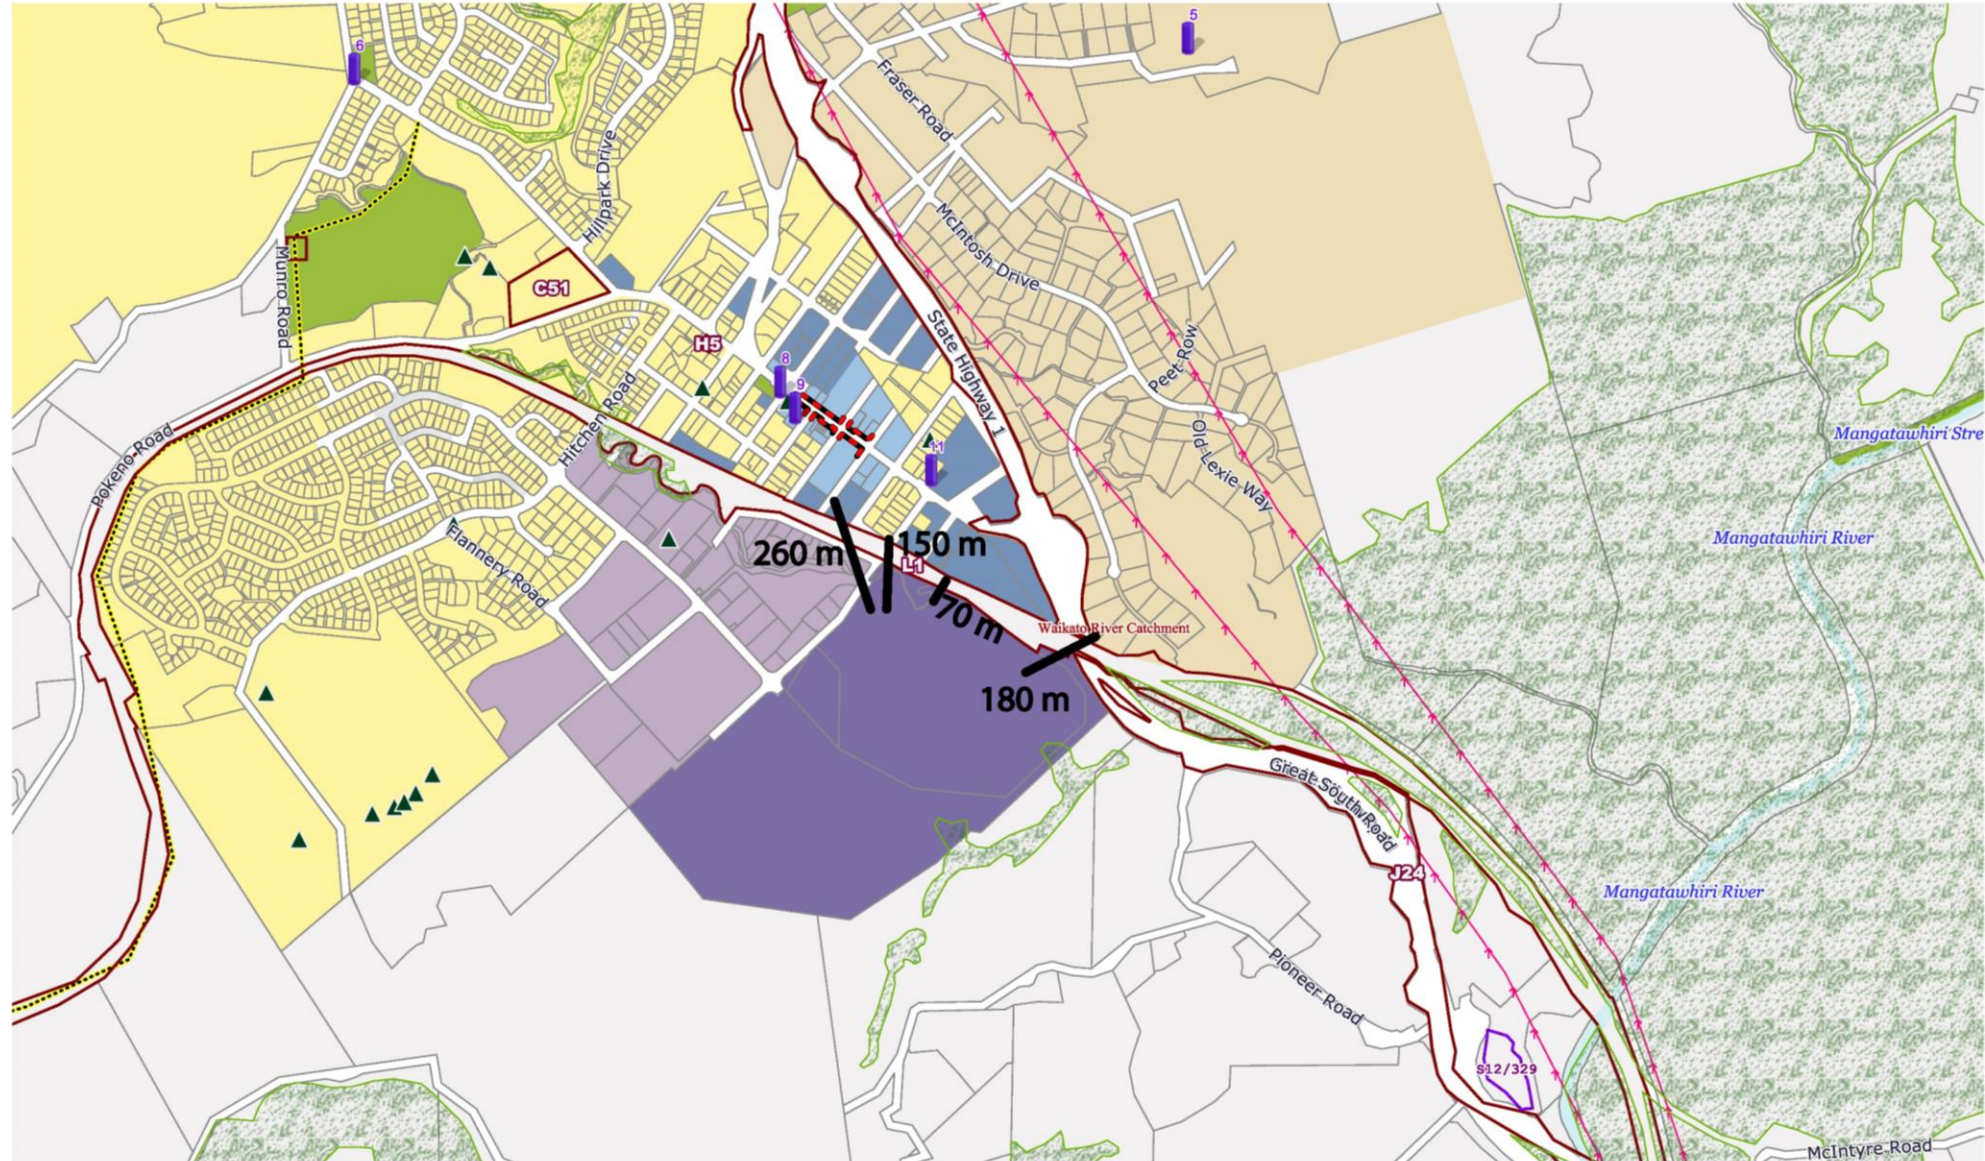 6
5
Fraser Road
Hillpark Drive
McIntosh Drive
Munro Road
C51
State Highway 1
H5
Peet Row
8
9
Hitchen Road
Old Lexie Way
Mangatawhiri Stre
Pokeno Road
11
Mangatawhiri River
Flannery Road
260 m
150 m
L1
70 m
Waikato River Catchment
180 m
Great South Road
J24
Mangatawhiri River
Pioneer Road
S12/329
McIntyre Road